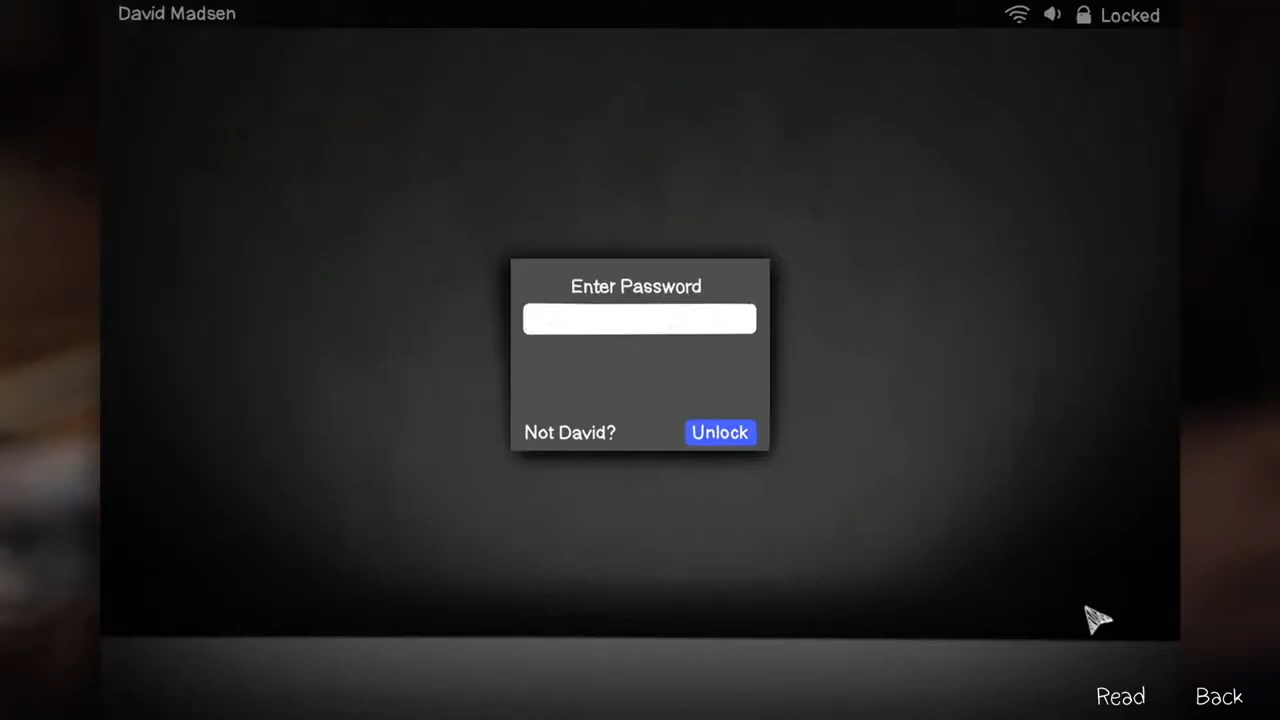 David Madsen
Locked
Enter Password
Not David?
Unlock
Read
Back